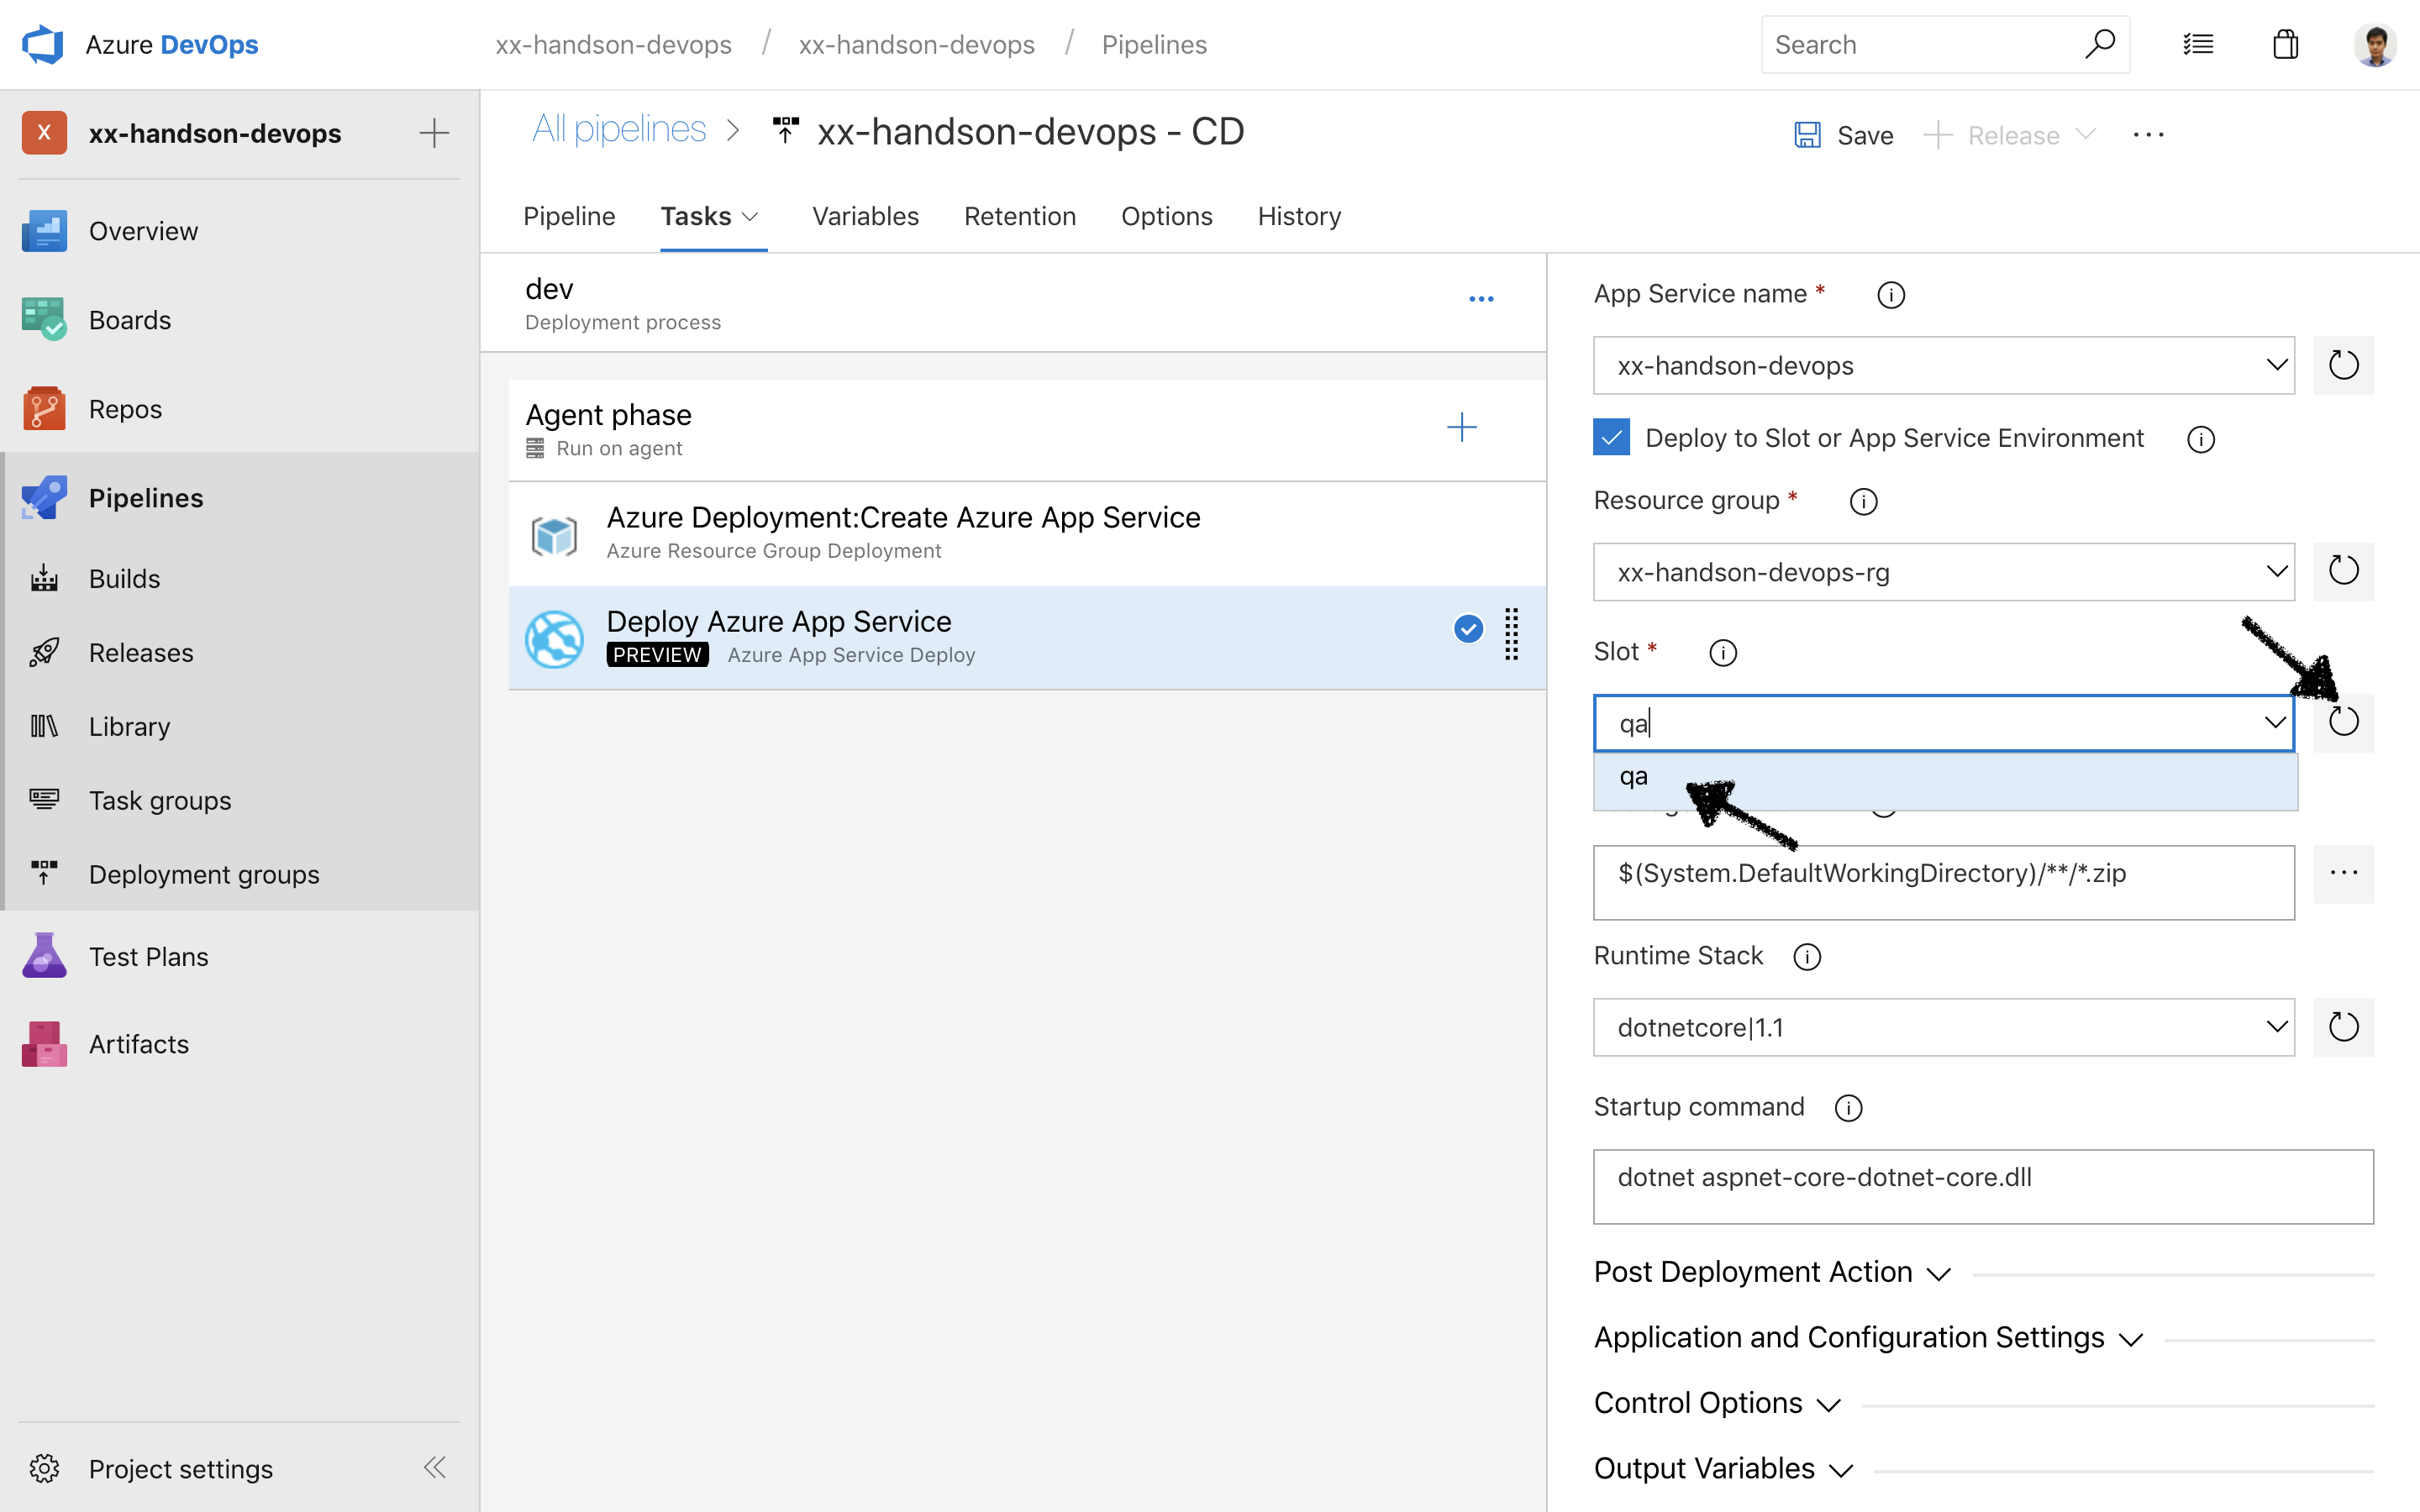 Azure DevOps
xx-handson-devops / xx-handson-devops / Pipelines
Search
X xx-handson-devops
Overview
Boards
Repos
Pipelines
Builds
Releases
Library
Task groups
Deployment groups
Test Plans
Artifacts
Project settings
All pipelines > xx-handson-devops - CD
Save
Release
Pipeline Tasks Variables Retention Options History
dev
Deployment process
Agent phase
Run on agent
Azure Deployment:Create Azure App Service
Azure Resource Group Deployment
Deploy Azure App Service
PREVIEW Azure App Service Deploy
App Service name *
xx-handson-devops
Deploy to Slot or App Service Environment
Resource group *
xx-handson-devops-rg
Slot *
qa
qa
$(System.DefaultWorkingDirectory)/**/*.zip
Runtime Stack
dotnetcore|1.1
Startup command
dotnet aspnet-core-dotnet-core.dll
Post Deployment Action
Application and Configuration Settings
Control Options
Output Variables